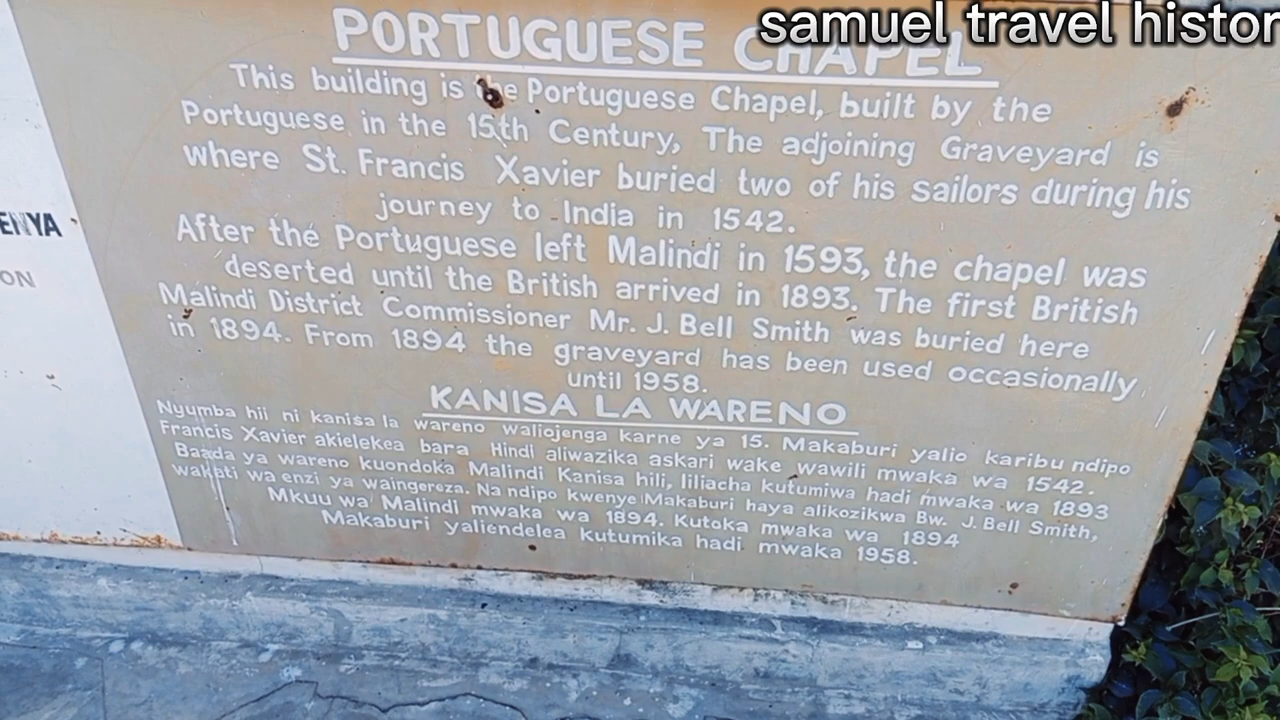 samuel travel histor
PORTUGUESE CHAPEL
This building is the Portuguese Chapel, built by the
Portuguese in the 15th Century, The adjoining Graveyard is
where St. Francis Xavier buried two of his sailors during his
journey to India in 1542.
After the Portuguese left Malindi in 1593, the chapel was
deserted until the British arrived in 1893. The first British
Malindi District Commissioner Mr. J. Bell Smith was buried here
in 1894. From 1894 the graveyard has been used occasionally
until 1958.
KANISA LA WARENO
Nyumba hii ni kanisa la wareno waliojenga karne ya 15. Makaburi yalio karibu ndipo
Francis Xavier akielekea bara Hindi aliwazika askari wake wawili mwaka wa 1542.
Baada ya wareno kuondoka Malindi Kanisa hili, liliacha kutumiwa hadi mwaka wa 1893
wakati wa enzi ya waingereza. Na ndipo kwenye Makaburi haya alikozikwa Bw. J. Bell Smith,
Mkuu wa Malindi mwaka wa 1894. Kutoka mwaka wa 1894
Makaburi yaliendelea kutumika hadi mwaka 1958.
ENYA
ON